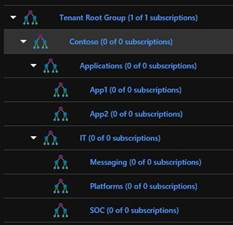 Tenant Root Group (1 of 1 subscriptions)
Contoso (0 of 0 subscriptions)
Applications (0 of 0 subscriptions)
App1 (0 of 0 subscriptions)
App2 (0 of 0 subscriptions)
IT (0 of 0 subscriptions)
Messaging (0 of 0 subscriptions)
Platforms (0 of 0 subscriptions)
SOC (0 of 0 subscriptions)